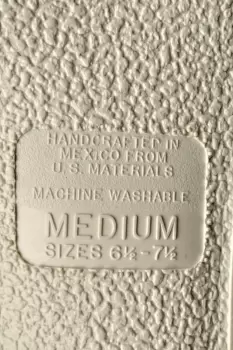 HANDCRAFTED IN
MEXICO FROM
U.S. MATERIALS
MACHINE WASHABLE
MEDIUM
SIZES 6½-7½